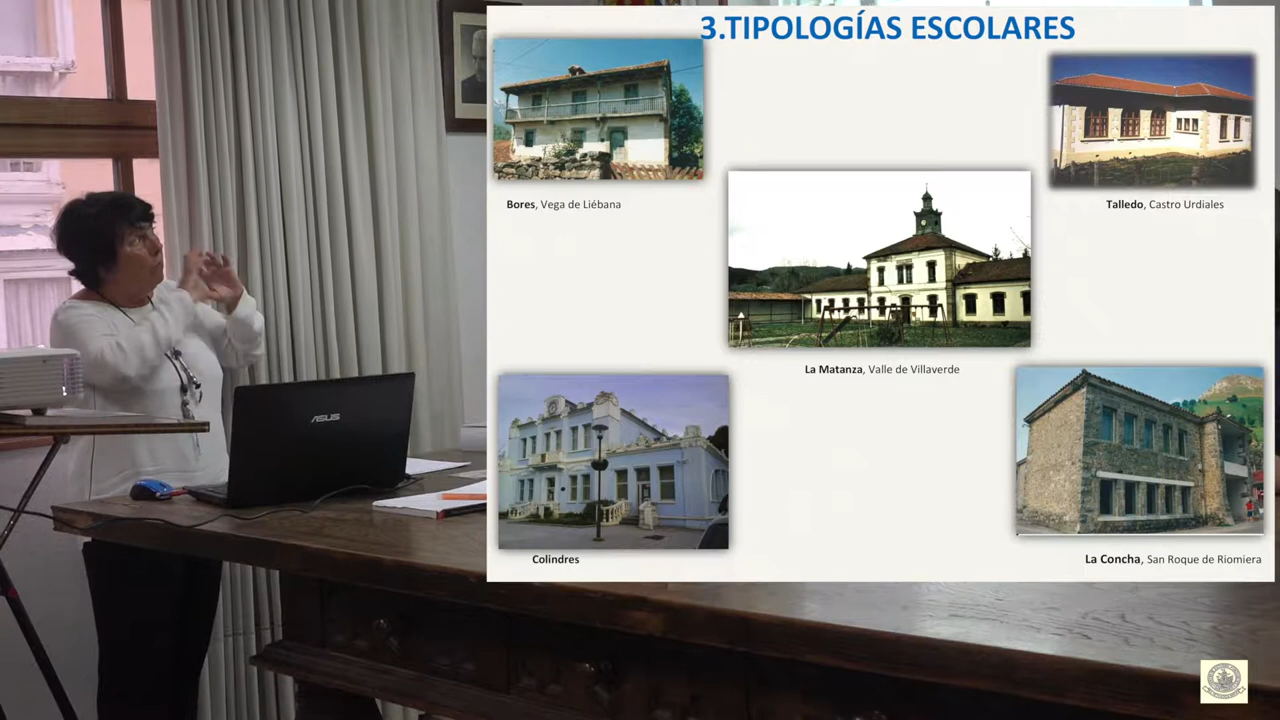 3.TIPOLOGÍAS ESCOLARES
Bores, Vega de Liébana
Talledo, Castro Urdiales
La Matanza, Valle de Villaverde
Colindres
La Concha, San Roque de Riomiera
ASUS